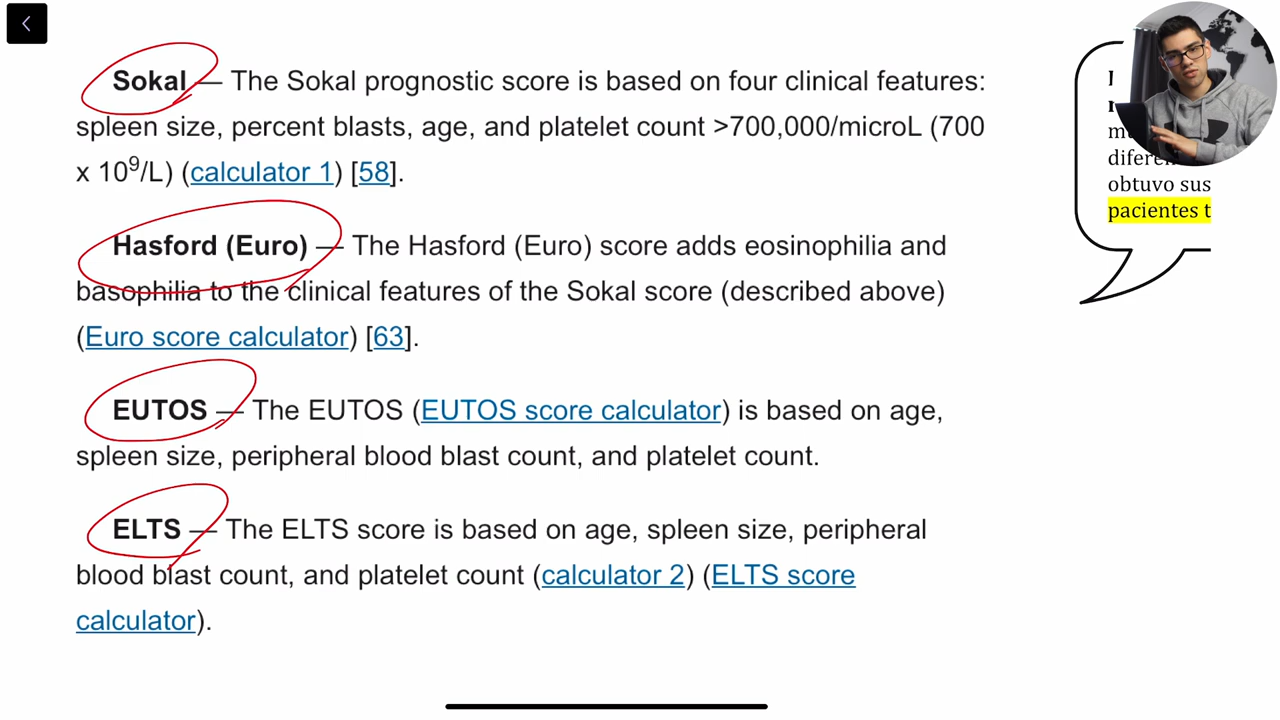 Sokal — The Sokal prognostic score is based on four clinical features:
spleen size, percent blasts, age, and platelet count >700,000/microL (700
x 10⁹/L) (calculator 1) [58].
Hasford (Euro) — The Hasford (Euro) score adds eosinophilia and
basophilia to the clinical features of the Sokal score (described above)
(Euro score calculator) [63].
EUTOS — The EUTOS (EUTOS score calculator) is based on age,
spleen size, peripheral blood blast count, and platelet count.
ELTS — The ELTS score is based on age, spleen size, peripheral
blood blast count, and platelet count (calculator 2) (ELTS score
calculator).
obtuvo sus
pacientes t